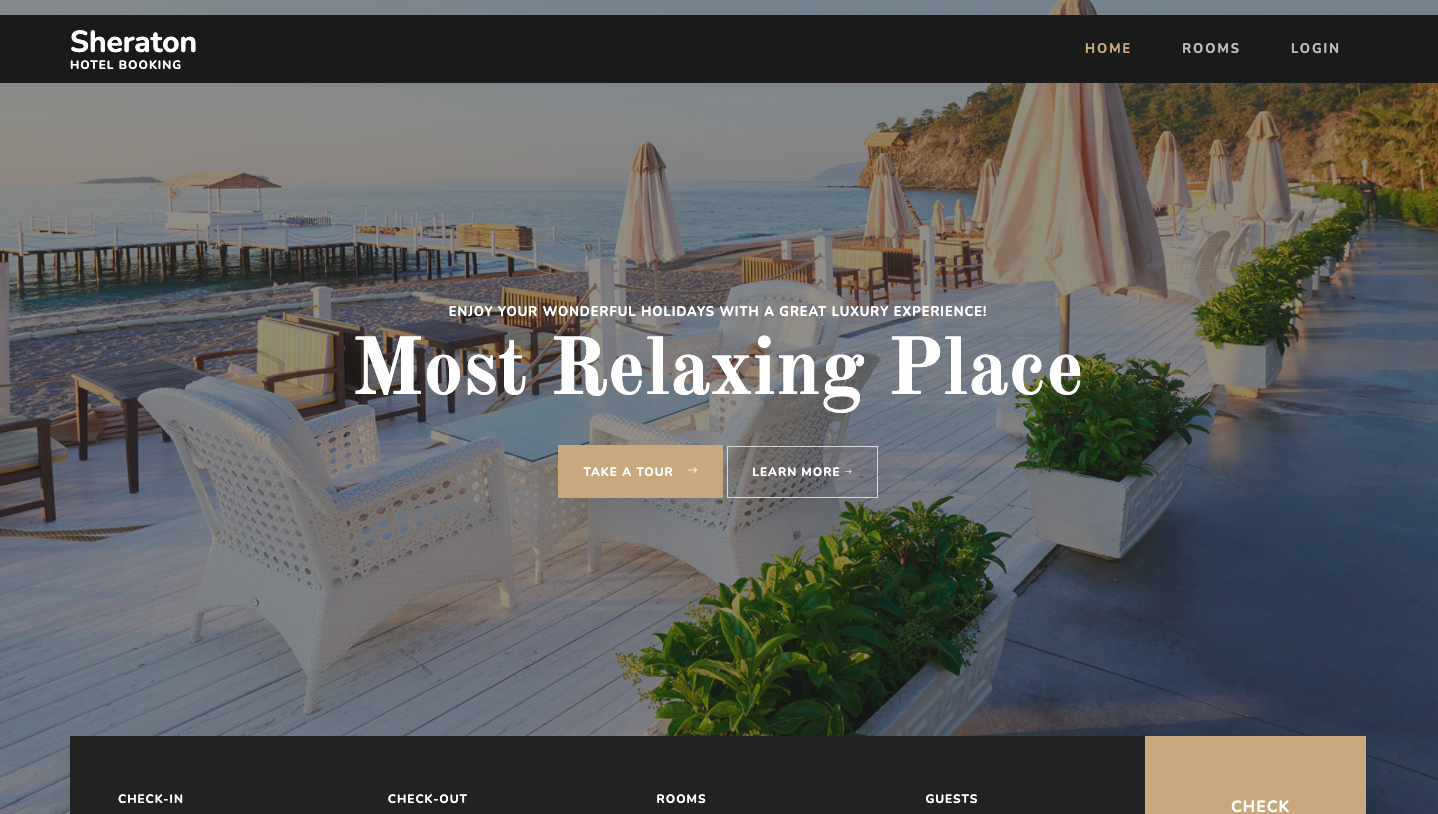 Sheraton
HOTEL BOOKING
HOME
ROOMS
LOGIN
ENJOY YOUR WONDERFUL HOLIDAYS WITH A GREAT LUXURY EXPERIENCE!
Most Relaxing Place
TAKE A TOUR →
LEARN MORE →
CHECK-IN
CHECK-OUT
ROOMS
GUESTS
CHECK